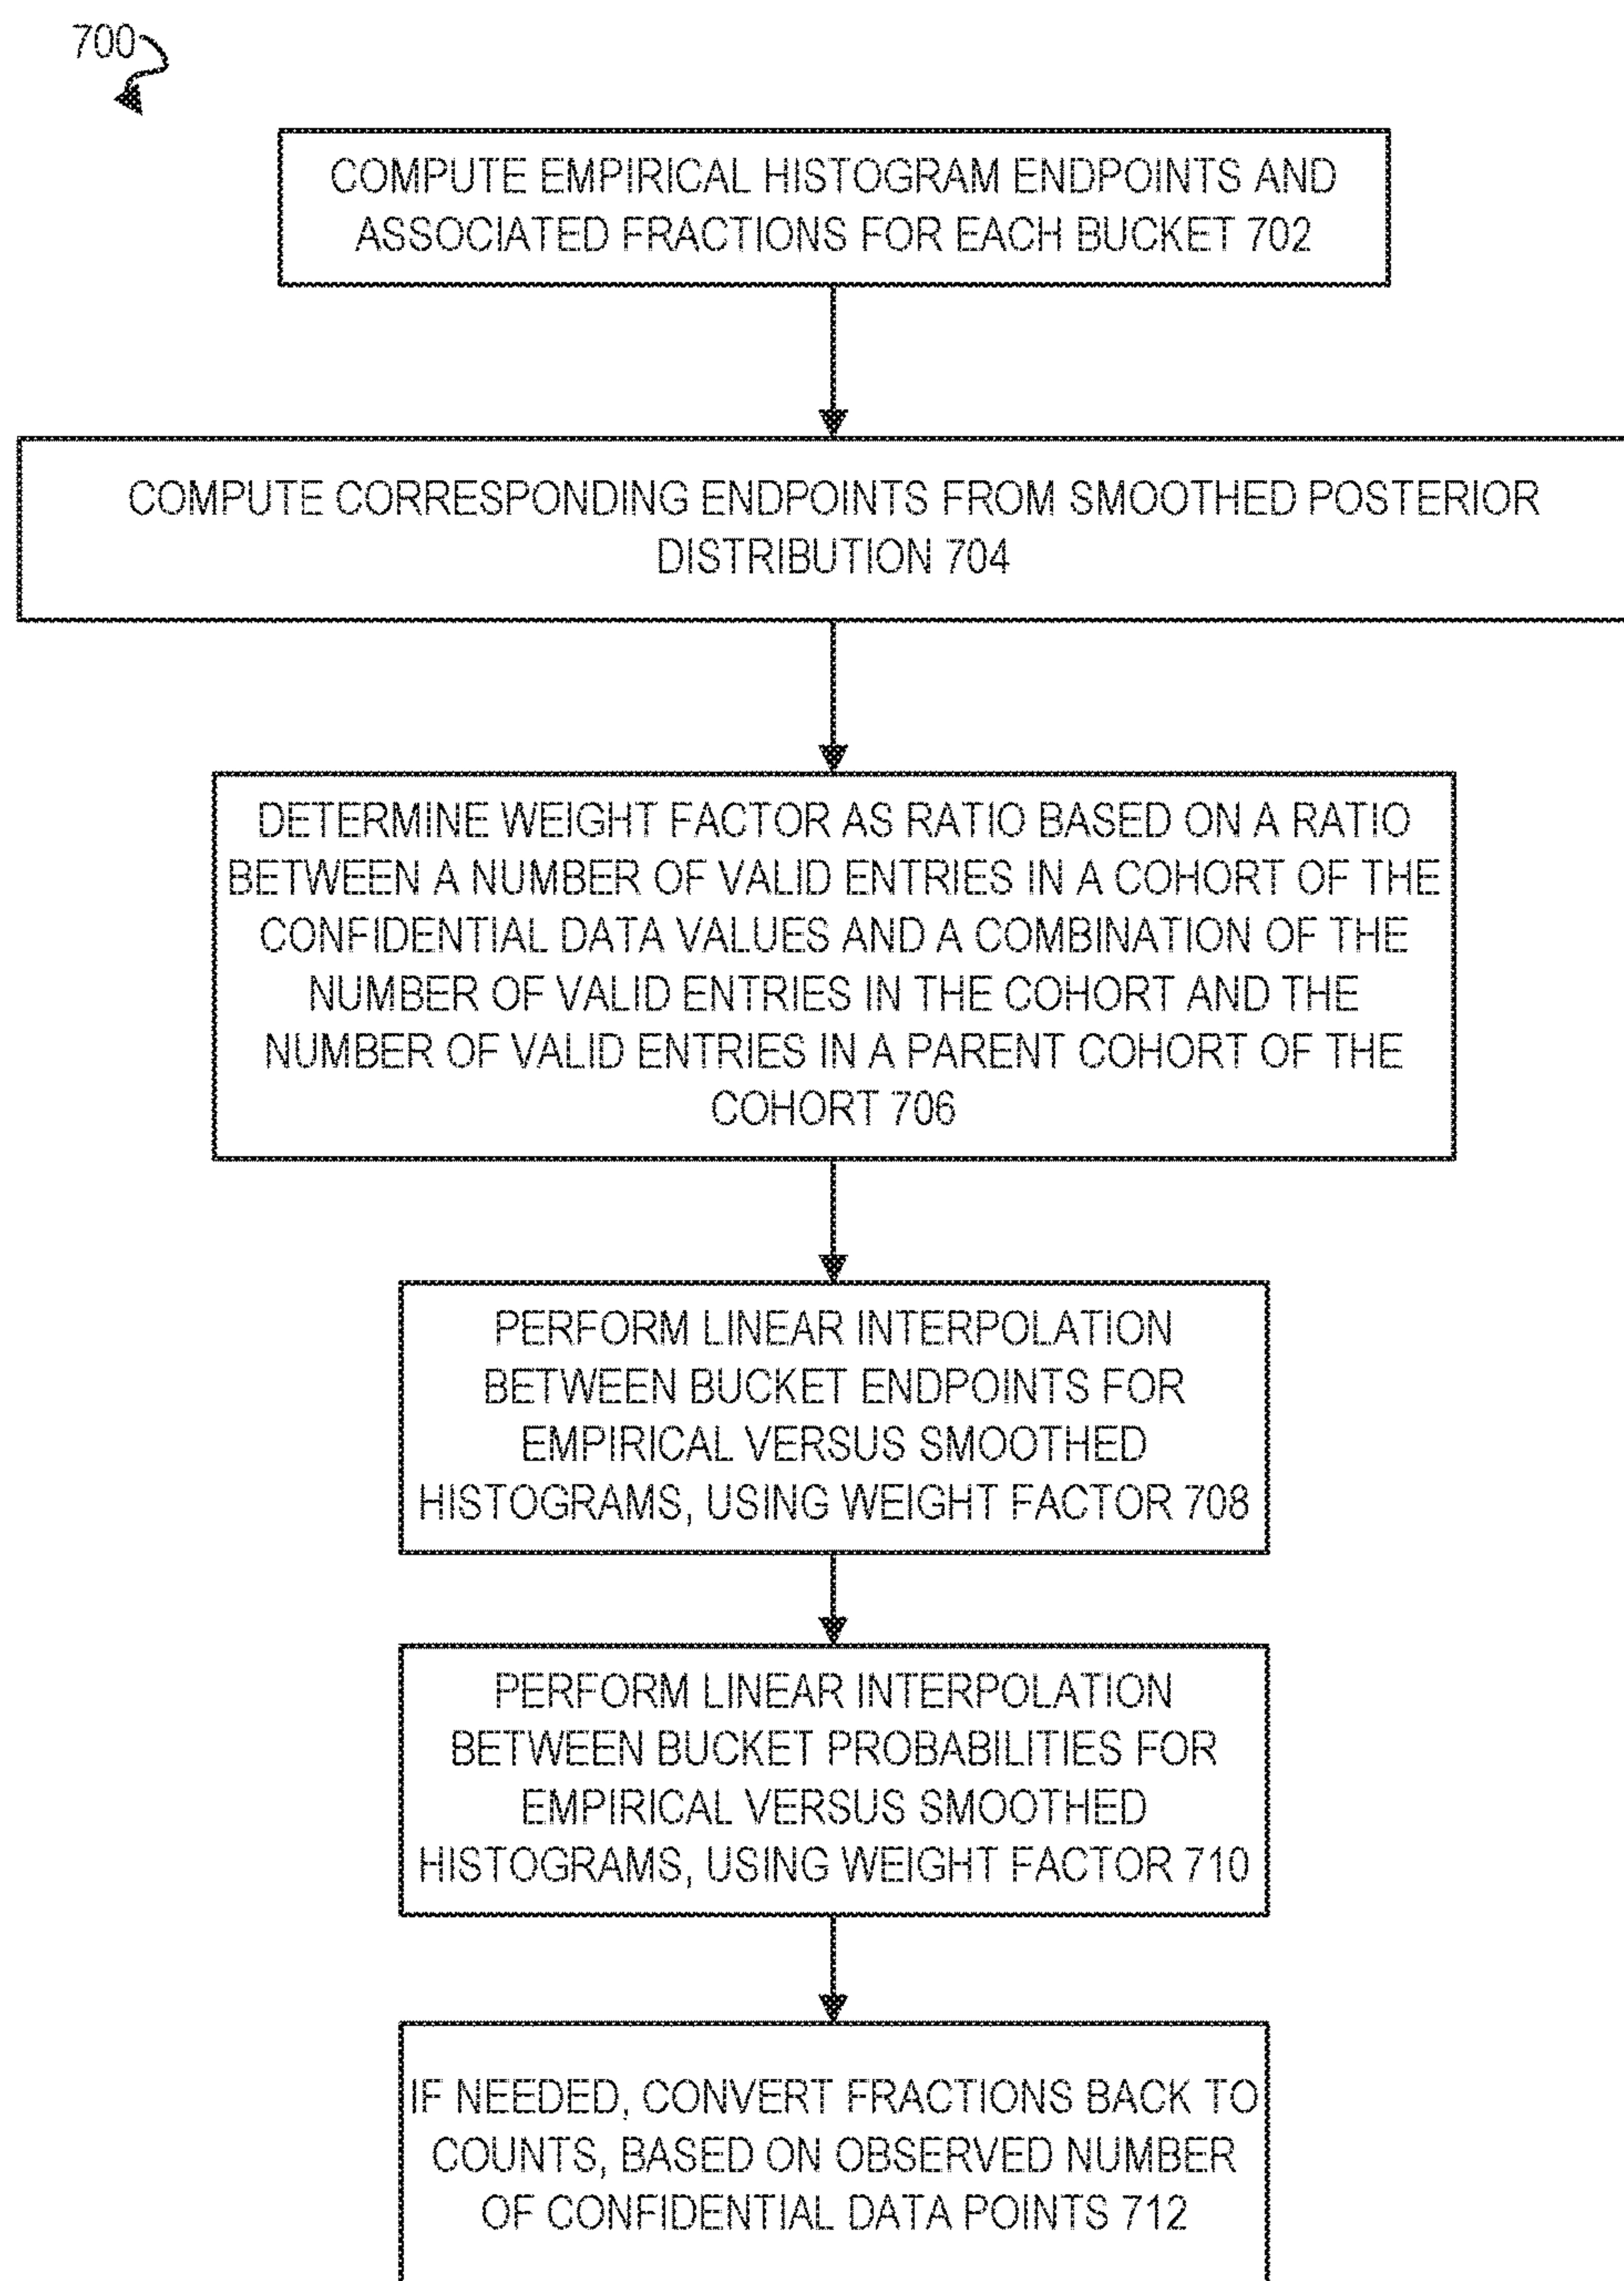 700
COMPUTE EMPIRICAL HISTOGRAM ENDPOINTS AND
ASSOCIATED FRACTIONS FOR EACH BUCKET 702
COMPUTE CORRESPONDING ENDPOINTS FROM SMOOTHED POSTERIOR
DISTRIBUTION 704
DETERMINE WEIGHT FACTOR AS RATIO BASED ON A RATIO
BETWEEN A NUMBER OF VALID ENTRIES IN A COHORT OF THE
CONFIDENTIAL DATA VALUES AND A COMBINATION OF THE
NUMBER OF VALID ENTRIES IN THE COHORT AND THE
NUMBER OF VALID ENTRIES IN A PARENT COHORT OF THE
COHORT 706
PERFORM LINEAR INTERPOLATION
BETWEEN BUCKET ENDPOINTS FOR
EMPIRICAL VERSUS SMOOTHED
HISTOGRAMS, USING WEIGHT FACTOR 708
PERFORM LINEAR INTERPOLATION
BETWEEN BUCKET PROBABILITIES FOR
EMPIRICAL VERSUS SMOOTHED
HISTOGRAMS, USING WEIGHT FACTOR 710
IF NEEDED, CONVERT FRACTIONS BACK TO
COUNTS, BASED ON OBSERVED NUMBER
OF CONFIDENTIAL DATA POINTS 712